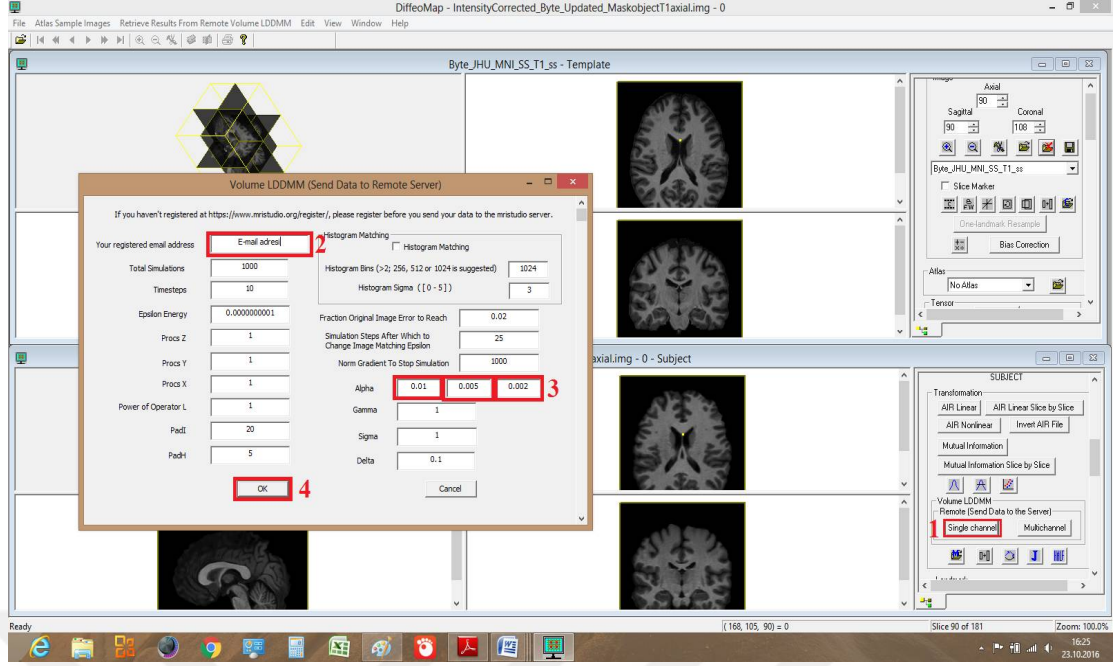 DiffeoMap - IntensityCorrected_Byte_Updated_MaskobjectT1axial.img - 0
File Atlas Sample Images Retrieve Results From Remote Volume LDDMM Edit View Window Help
Byte_JHU_MNI_SS_T1_ss - Template
Image
Axial
90
Sagittal Coronal
90 108
Byte_JHU_MNI_SS_T1_ss
Slice Marker
One-landmark Resample
Bias Correction
Atlas
No Atlas
Tensor
Volume LDDMM (Send Data to Remote Server)
If you haven't registered at https://www.mristudio.org/register/, please register before you send your data to the mristudio server.
Your registered email address E-mail adresi 2
Total Simulations 1000
Timesteps 10
Epsilon Energy 0.0000000001
Procs Z 1
Procs Y 1
Procs X 1
Power of Operator L 1
PadI 20
PadH 5
OK 4
Histogram Matching
Histogram Matching
Histogram Bins (>2; 256, 512 or 1024 is suggested) 1024
Histogram Sigma ([0 - 5]) 3
Fraction Original Image Error to Reach 0.02
Simulation Steps After Which to
Change Image Matching Epsilon 25
Norm Gradient To Stop Simulation 1000
Alpha 0.01 0.005 0.002 3
Gamma 1
Sigma 1
Delta 0.1
Cancel
axial.img - 0 - Subject
SUBJECT
Transformation
AIR Linear AIR Linear Slice by Slice
AIR Nonlinear Invert AIR File
Mutual Information
Mutual Information Slice by Slice
Volume LDDMM
Remote (Send Data to the Server)
1 Single channel Multichannel
Ready (168, 105, 90) = 0 Slice 90 of 181 Zoom: 100.0%
16:25
23.10.2016